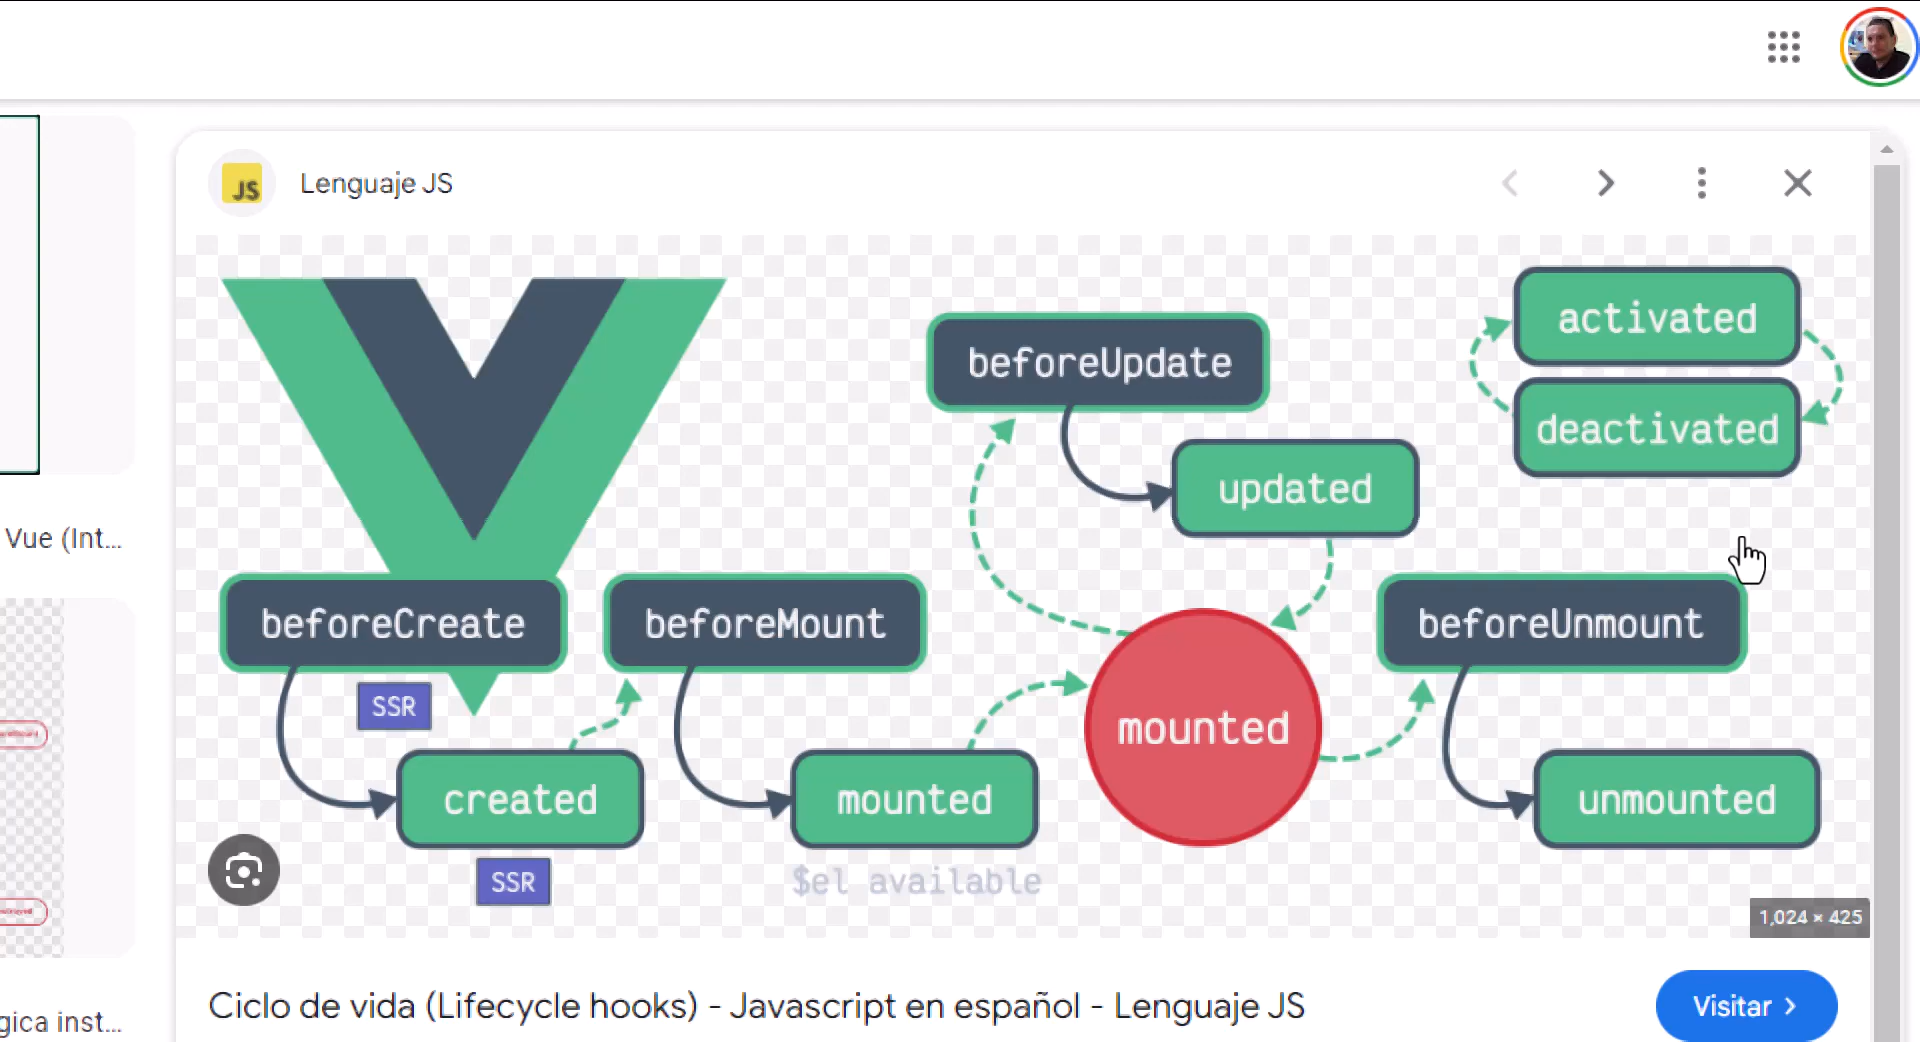 JS
Lenguaje JS
activated
beforeUpdate
deactivated
updated
beforeCreate
beforeMount
beforeUnmount
SSR
mounted
created
mounted
unmounted
SSR
$el available
1,024 × 425
Vue (Int...
gica inst...
Ciclo de vida (Lifecycle hooks) - Javascript en español - Lenguaje JS
Visitar